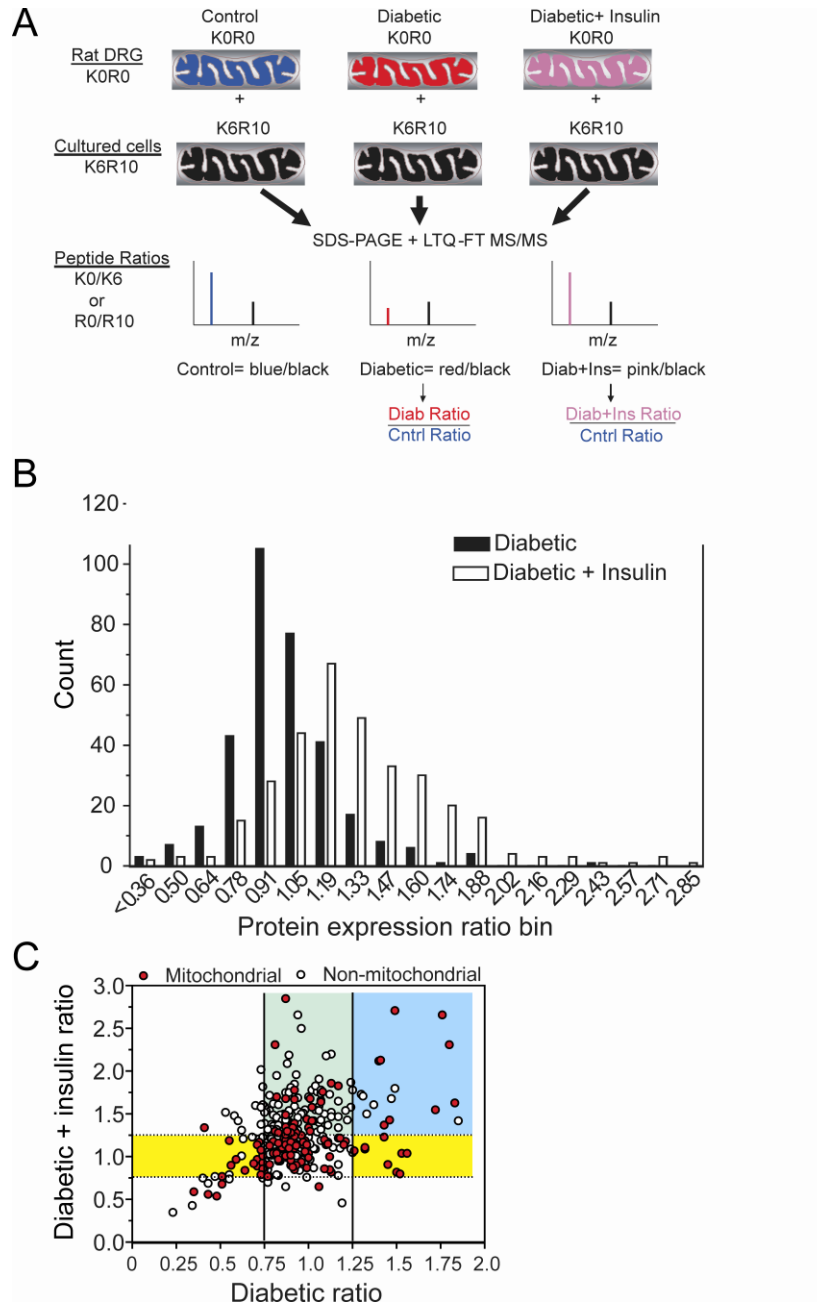 A
Control Diabetic Diabetic+ Insulin
K0R0 K0R0 K0R0
Rat DRG
K0R0
+ + +
K6R10 K6R10 K6R10
Cultured cells
K6R10
SDS-PAGE + LTQ-FT MS/MS
Peptide Ratios
K0/K6
or
R0/R10
m/z m/z m/z
Control= blue/black Diabetic= red/black Diab+Ins= pink/black
Diab Ratio Diab+Ins Ratio
Cntrl Ratio Cntrl Ratio
B
120
100
80
60
40
20
0
Count
Diabetic
Diabetic + Insulin
<0.36 0.50 0.64 0.78 0.91 1.05 1.19 1.33 1.47 1.60 1.74 1.88 2.02 2.16 2.29 2.43 2.57 2.71 2.85
Protein expression ratio bin
C
Mitochondrial Non-mitochondrial
3.0
2.5
2.0
1.5
1.0
0.5
0.0
Diabetic + insulin ratio
0 0.25 0.5 0.75 1.0 1.25 1.5 1.75 2.0
Diabetic ratio